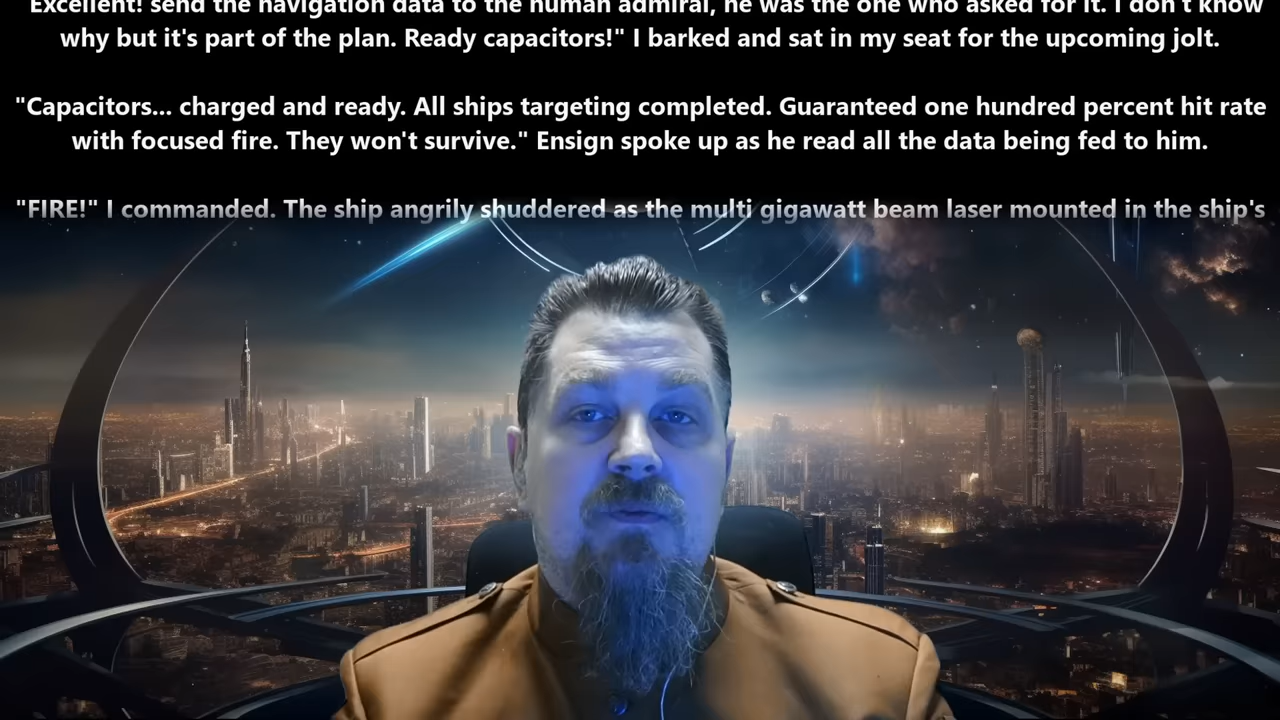 Excellent! send the navigation data to the human admiral, he was the one who asked for it. I don't know
why but it's part of the plan. Ready capacitors!" I barked and sat in my seat for the upcoming jolt.
"Capacitors... charged and ready. All ships targeting completed. Guaranteed one hundred percent hit rate
with focused fire. They won't survive." Ensign spoke up as he read all the data being fed to him.
"FIRE!" I commanded. The ship angrily shuddered as the multi gigawatt beam laser mounted in the ship's